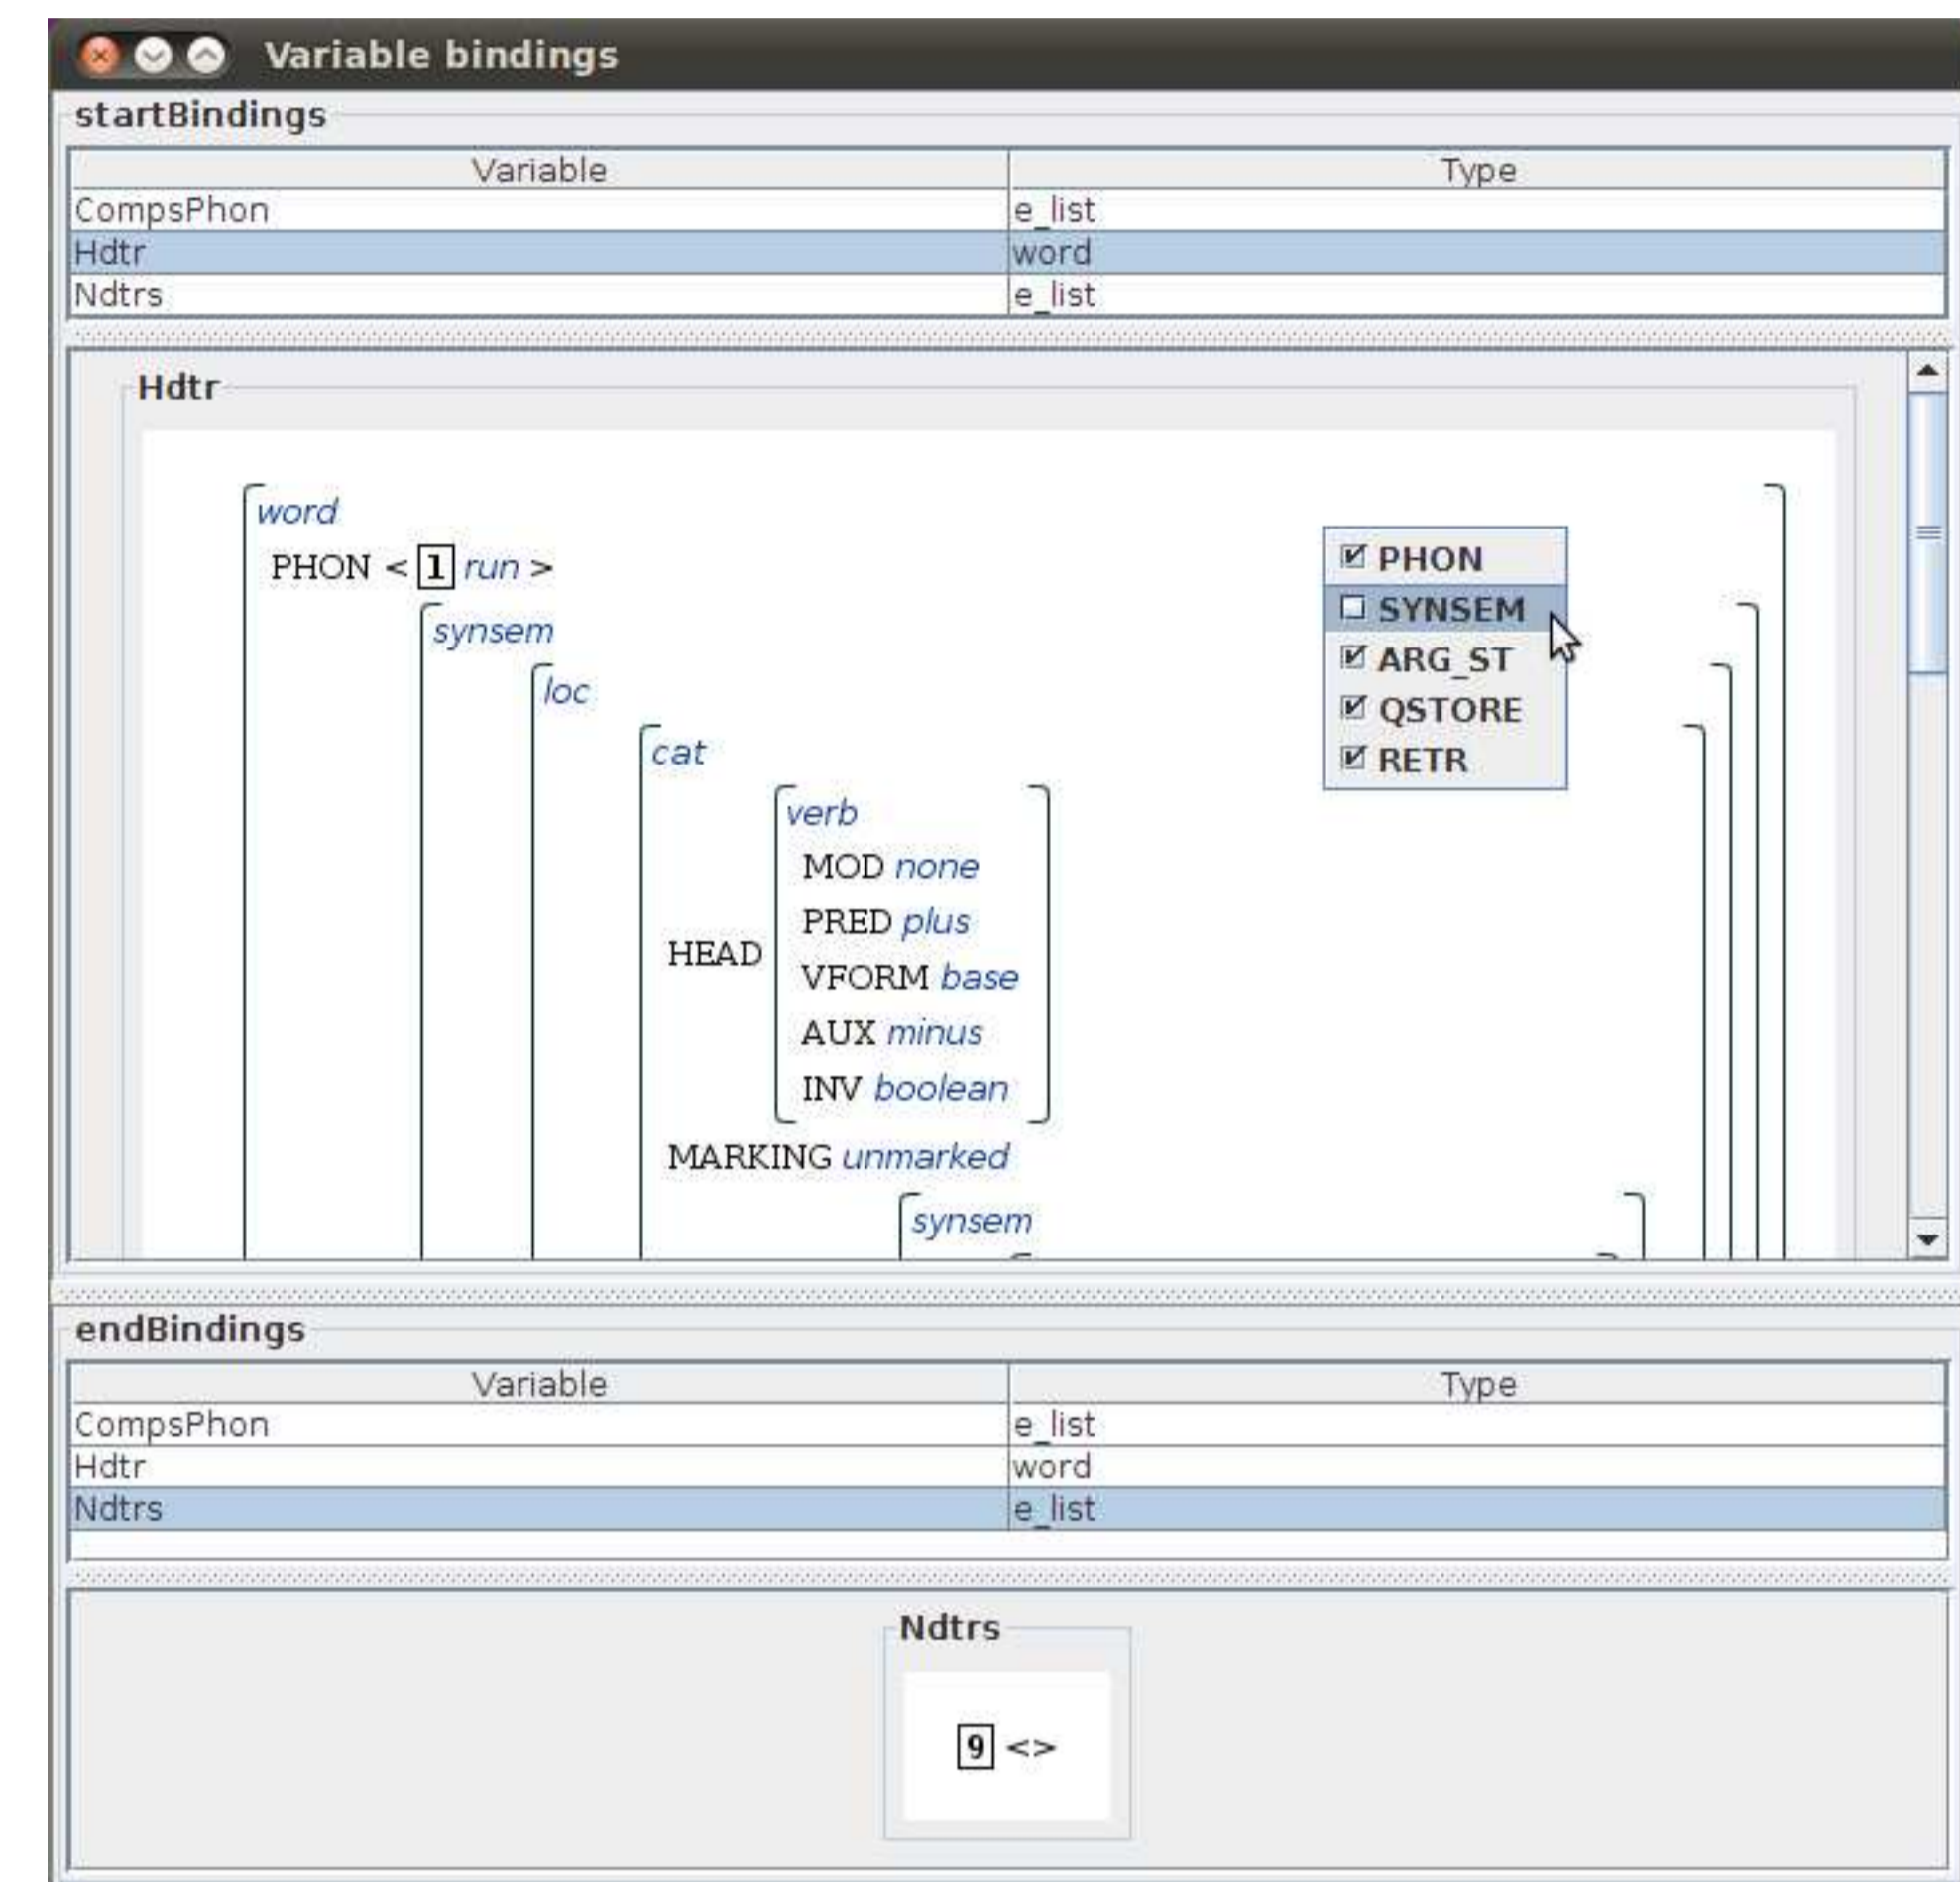 Variable bindings
startBindings
Variable Type
CompsPhon e_list
Hdtr word
Ndtrs e_list
Hdtr
word
PHON < 1 run >
synsem
loc
cat
verb
MOD none
PRED plus
HEAD
VFORM base
AUX minus
INV boolean
MARKING unmarked
synsem
PHON
SYNSEM
ARG_ST
QSTORE
RETR
endBindings
Variable Type
CompsPhon e_list
Hdtr word
Ndtrs e_list
Ndtrs
9 <>